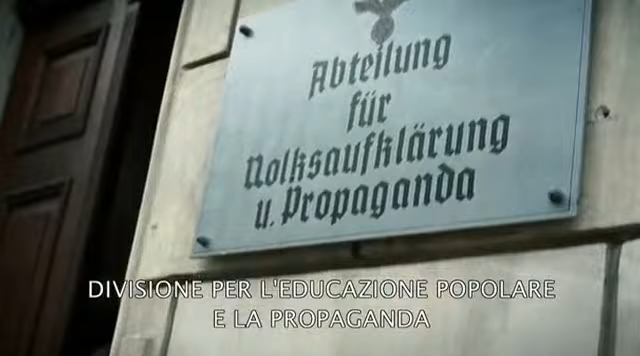 Abteilung
für
Volksaufklärung
u. Propaganda
DIVISIONE PER L'EDUCAZIONE POPOLARE
E LA PROPAGANDA